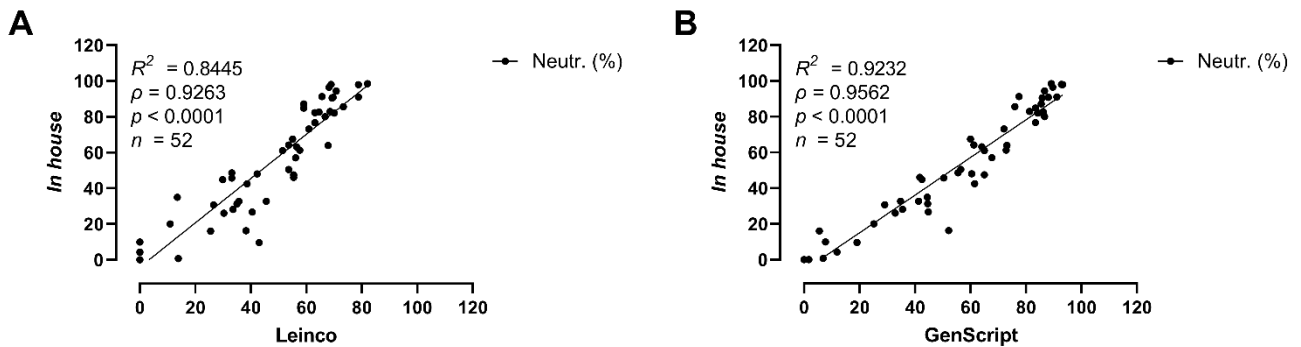 A
120
100
80
60
40
20
0
In house
R² = 0.8445
ρ = 0.9263
p < 0.0001
n = 52
Neutr. (%)
0 20 40 60 80 100 120
Leinco
B
120
100
80
60
40
20
0
In house
R² = 0.9232
ρ = 0.9562
p < 0.0001
n = 52
Neutr. (%)
0 20 40 60 80 100 120
GenScript